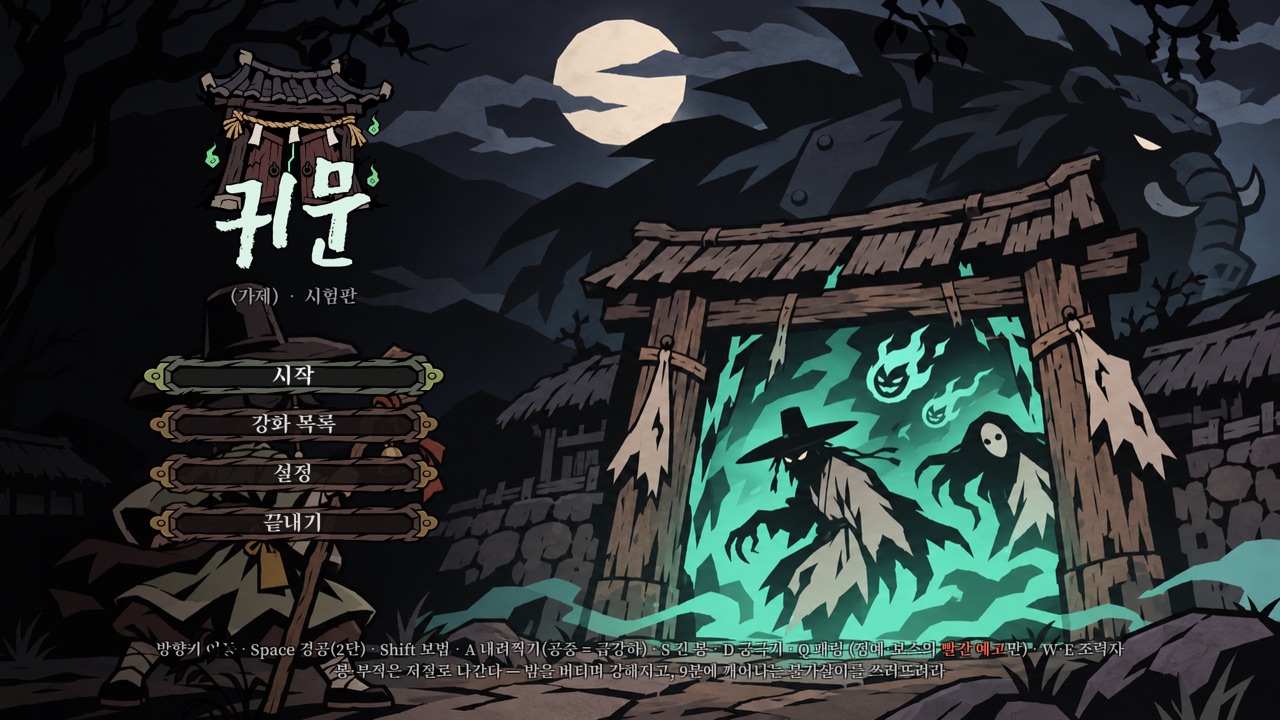 귀문
(가제) · 시험판
시작
강화 목록
설정
끝내기
방향키 이동 · Space 경공(2단) · Shift 보법 · A 내려찍기(공중 = 급강하) · S 긴 봉 · D 궁극기 · Q 패링 (정예·보스의 빨간 예고만) · W·E 조력자
봉·부적은 저절로 나간다 — 밤을 버티며 강해지고, 9분에 깨어나는 불가살이를 쓰러뜨려라